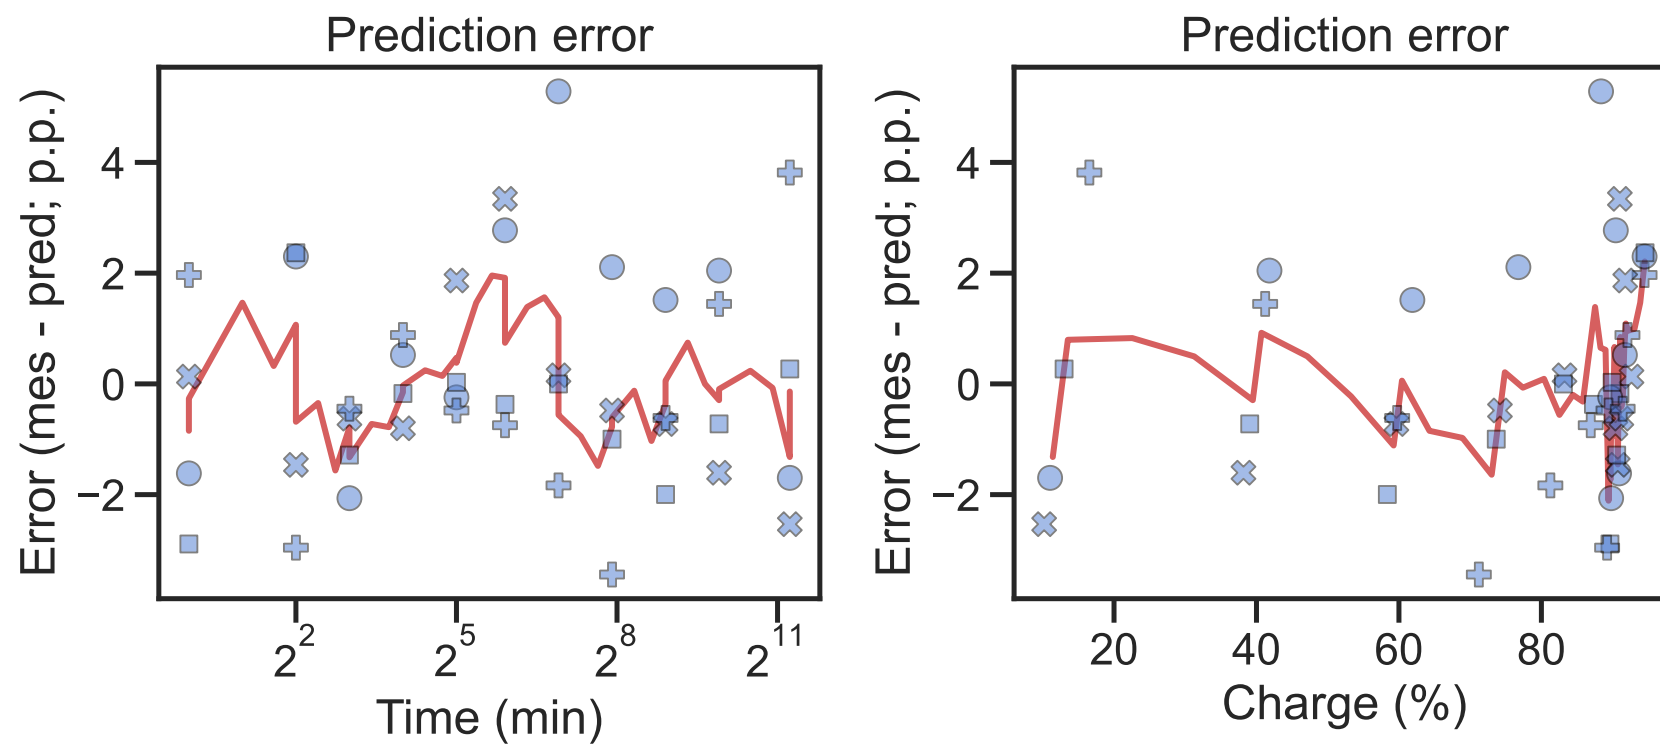 Prediction error
Error (mes - pred; p.p.)
4
2
0
−2
2^2 2^5 2^8 2^11
Time (min)
Prediction error
Error (mes - pred; p.p.)
4
2
0
−2
20 40 60 80
Charge (%)